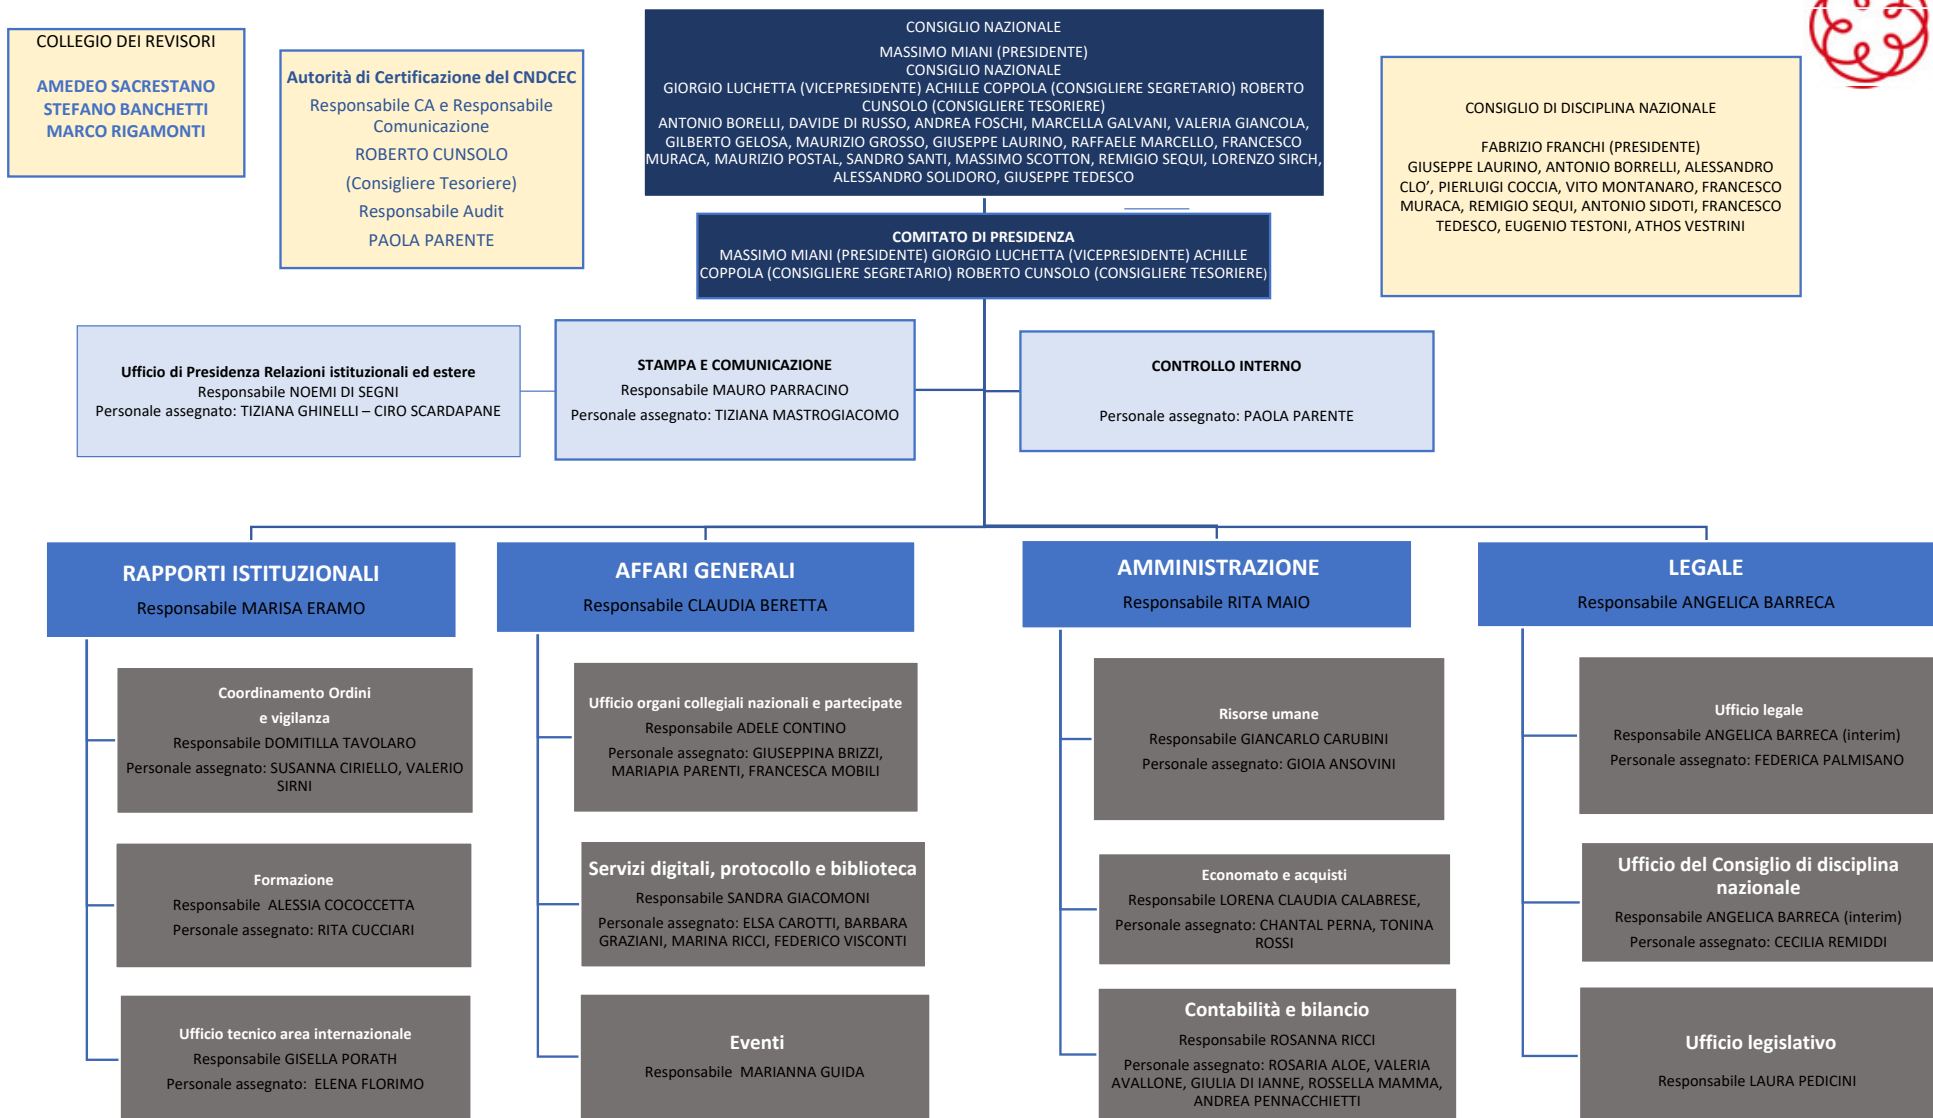 COLLEGIO DEI REVISORI
AMEDEO SACRESTANO
STEFANO BANCHETTI
MARCO RIGAMONTI
Autorità di Certificazione del CNDCEC
Responsabile CA e Responsabile
Comunicazione
ROBERTO CUNSOLO
(Consigliere Tesoriere)
Responsabile Audit
PAOLA PARENTE
CONSIGLIO NAZIONALE
MASSIMO MIANI (PRESIDENTE)
CONSIGLIO NAZIONALE
GIORGIO LUCHETTA (VICEPRESIDENTE) ACHILLE COPPOLA (CONSIGLIERE SEGRETARIO) ROBERTO
CUNSOLO (CONSIGLIERE TESORIERE)
ANTONIO BORELLI, DAVIDE DI RUSSO, ANDREA FOSCHI, MARCELLA GALVANI, VALERIA GIANCOLA,
GILBERTO GELOSA, MAURIZIO GROSSO, GIUSEPPE LAURINO, RAFFAELE MARCELLO, FRANCESCO
MURACA, MAURIZIO POSTAL, SANDRO SANTI, MASSIMO SCOTTON, REMIGIO SEQUI, LORENZO SIRCH,
ALESSANDRO SOLIDORO, GIUSEPPE TEDESCO
CONSIGLIO DI DISCIPLINA NAZIONALE
FABRIZIO FRANCHI (PRESIDENTE)
GIUSEPPE LAURINO, ANTONIO BORRELLI, ALESSANDRO
CLO’, PIERLUIGI COCCIA, VITO MONTANARO, FRANCESCO
MURACA, REMIGIO SEQUI, ANTONIO SIDOTI, FRANCESCO
TEDESCO, EUGENIO TESTONI, ATHOS VESTRINI
COMITATO DI PRESIDENZA
MASSIMO MIANI (PRESIDENTE) GIORGIO LUCHETTA (VICEPRESIDENTE) ACHILLE
COPPOLA (CONSIGLIERE SEGRETARIO) ROBERTO CUNSOLO (CONSIGLIERE TESORIERE)
Ufficio di Presidenza Relazioni istituzionali ed estere
Responsabile NOEMI DI SEGNI
Personale assegnato: TIZIANA GHINELLI – CIRO SCARDAPANE
STAMPA E COMUNICAZIONE
Responsabile MAURO PARRACINO
Personale assegnato: TIZIANA MASTROGIACOMO
CONTROLLO INTERNO
Personale assegnato: PAOLA PARENTE
RAPPORTI ISTITUZIONALI
Responsabile MARISA ERAMO
Coordinamento Ordini
e vigilanza
Responsabile DOMITILLA TAVOLARO
Personale assegnato: SUSANNA CIRIELLO, VALERIO
SIRNI
Formazione
Responsabile ALESSIA COCOCCETTA
Personale assegnato: RITA CUCCIARI
Ufficio tecnico area internazionale
Responsabile GISELLA PORATH
Personale assegnato: ELENA FLORIMO
AFFARI GENERALI
Responsabile CLAUDIA BERETTA
Ufficio organi collegiali nazionali e partecipate
Responsabile ADELE CONTINO
Personale assegnato: GIUSEPPINA BRIZZI,
MARIAPIA PARENTI, FRANCESCA MOBILI
Servizi digitali, protocollo e biblioteca
Responsabile SANDRA GIACOMONI
Personale assegnato: ELSA CAROTTI, BARBARA
GRAZIANI, MARINA RICCI, FEDERICO VISCONTI
Eventi
Responsabile MARIANNA GUIDA
AMMINISTRAZIONE
Responsabile RITA MAIO
Risorse umane
Responsabile GIANCARLO CARUBINI
Personale assegnato: GIOIA ANSOVINI
Economato e acquisti
Responsabile LORENA CLAUDIA CALABRESE,
Personale assegnato: CHANTAL PERNA, TONINA
ROSSI
Contabilità e bilancio
Responsabile ROSANNA RICCI
Personale assegnato: ROSARIA ALOE, VALERIA
AVALLONE, GIULIA DI IANNE, ROSSELLA MAMMA,
ANDREA PENNACCHIETTI
LEGALE
Responsabile ANGELICA BARRECA
Ufficio legale
Responsabile ANGELICA BARRECA (interim)
Personale assegnato: FEDERICA PALMISANO
Ufficio del Consiglio di disciplina
nazionale
Responsabile ANGELICA BARRECA (interim)
Personale assegnato: CECILIA REMIDDI
Ufficio legislativo
Responsabile LAURA PEDICINI